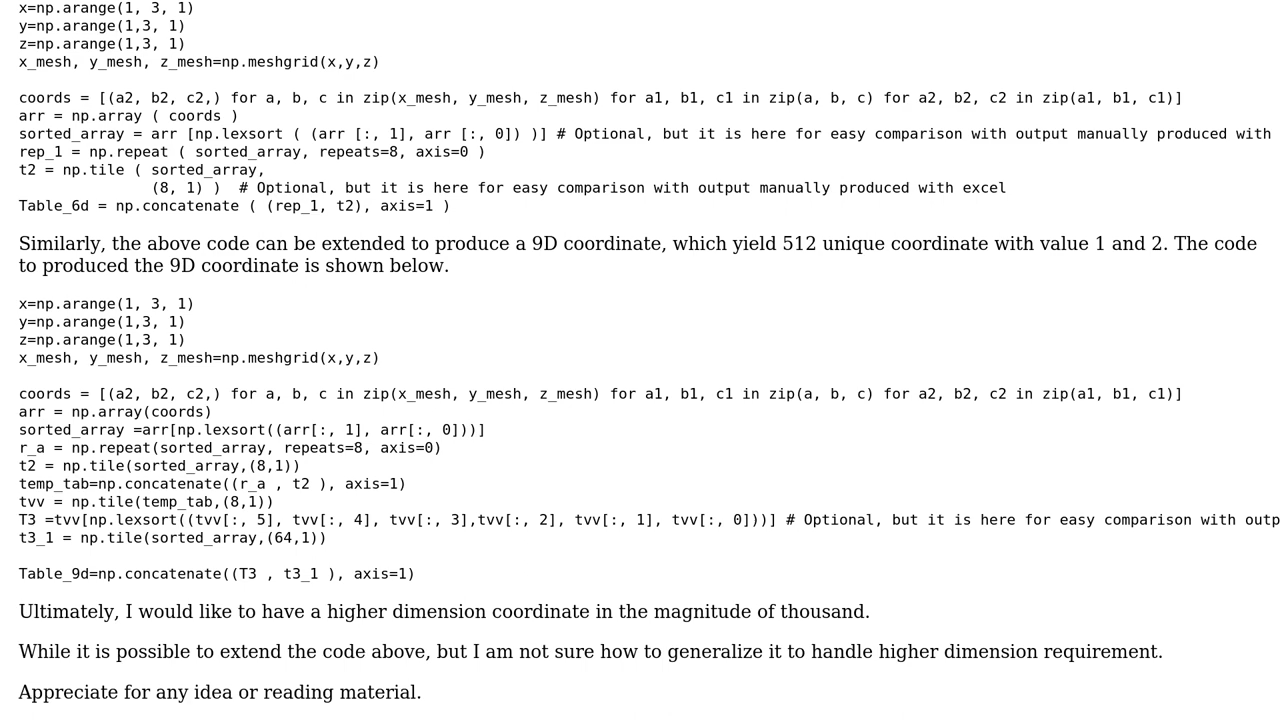 x=np.arange(1, 3, 1)
y=np.arange(1,3, 1)
z=np.arange(1,3, 1)
x_mesh, y_mesh, z_mesh=np.meshgrid(x,y,z)
coords = [(a2, b2, c2,) for a, b, c in zip(x_mesh, y_mesh, z_mesh) for a1, b1, c1 in zip(a, b, c) for a2, b2, c2 in zip(a1, b1, c1)]
arr = np.array ( coords )
sorted_array = arr [np.lexsort ( (arr [:, 1], arr [:, 0]) )] # Optional, but it is here for easy comparison with output manually produced with
rep_1 = np.repeat ( sorted_array, repeats=8, axis=0 )
t2 = np.tile ( sorted_array,
               (8, 1) )  # Optional, but it is here for easy comparison with output manually produced with excel
Table_6d = np.concatenate ( (rep_1, t2), axis=1 )
Similarly, the above code can be extended to produce a 9D coordinate, which yield 512 unique coordinate with value 1 and 2. The code
to produced the 9D coordinate is shown below.
x=np.arange(1, 3, 1)
y=np.arange(1,3, 1)
z=np.arange(1,3, 1)
x_mesh, y_mesh, z_mesh=np.meshgrid(x,y,z)
coords = [(a2, b2, c2,) for a, b, c in zip(x_mesh, y_mesh, z_mesh) for a1, b1, c1 in zip(a, b, c) for a2, b2, c2 in zip(a1, b1, c1)]
arr = np.array(coords)
sorted_array =arr[np.lexsort((arr[:, 1], arr[:, 0]))]
r_a = np.repeat(sorted_array, repeats=8, axis=0)
t2 = np.tile(sorted_array,(8,1))
temp_tab=np.concatenate((r_a , t2 ), axis=1)
tvv = np.tile(temp_tab,(8,1))
T3 =tvv[np.lexsort((tvv[:, 5], tvv[:, 4], tvv[:, 3],tvv[:, 2], tvv[:, 1], tvv[:, 0]))] # Optional, but it is here for easy comparison with outp
t3_1 = np.tile(sorted_array,(64,1))
Table_9d=np.concatenate((T3 , t3_1 ), axis=1)
Ultimately, I would like to have a higher dimension coordinate in the magnitude of thousand.
While it is possible to extend the code above, but I am not sure how to generalize it to handle higher dimension requirement.
Appreciate for any idea or reading material.